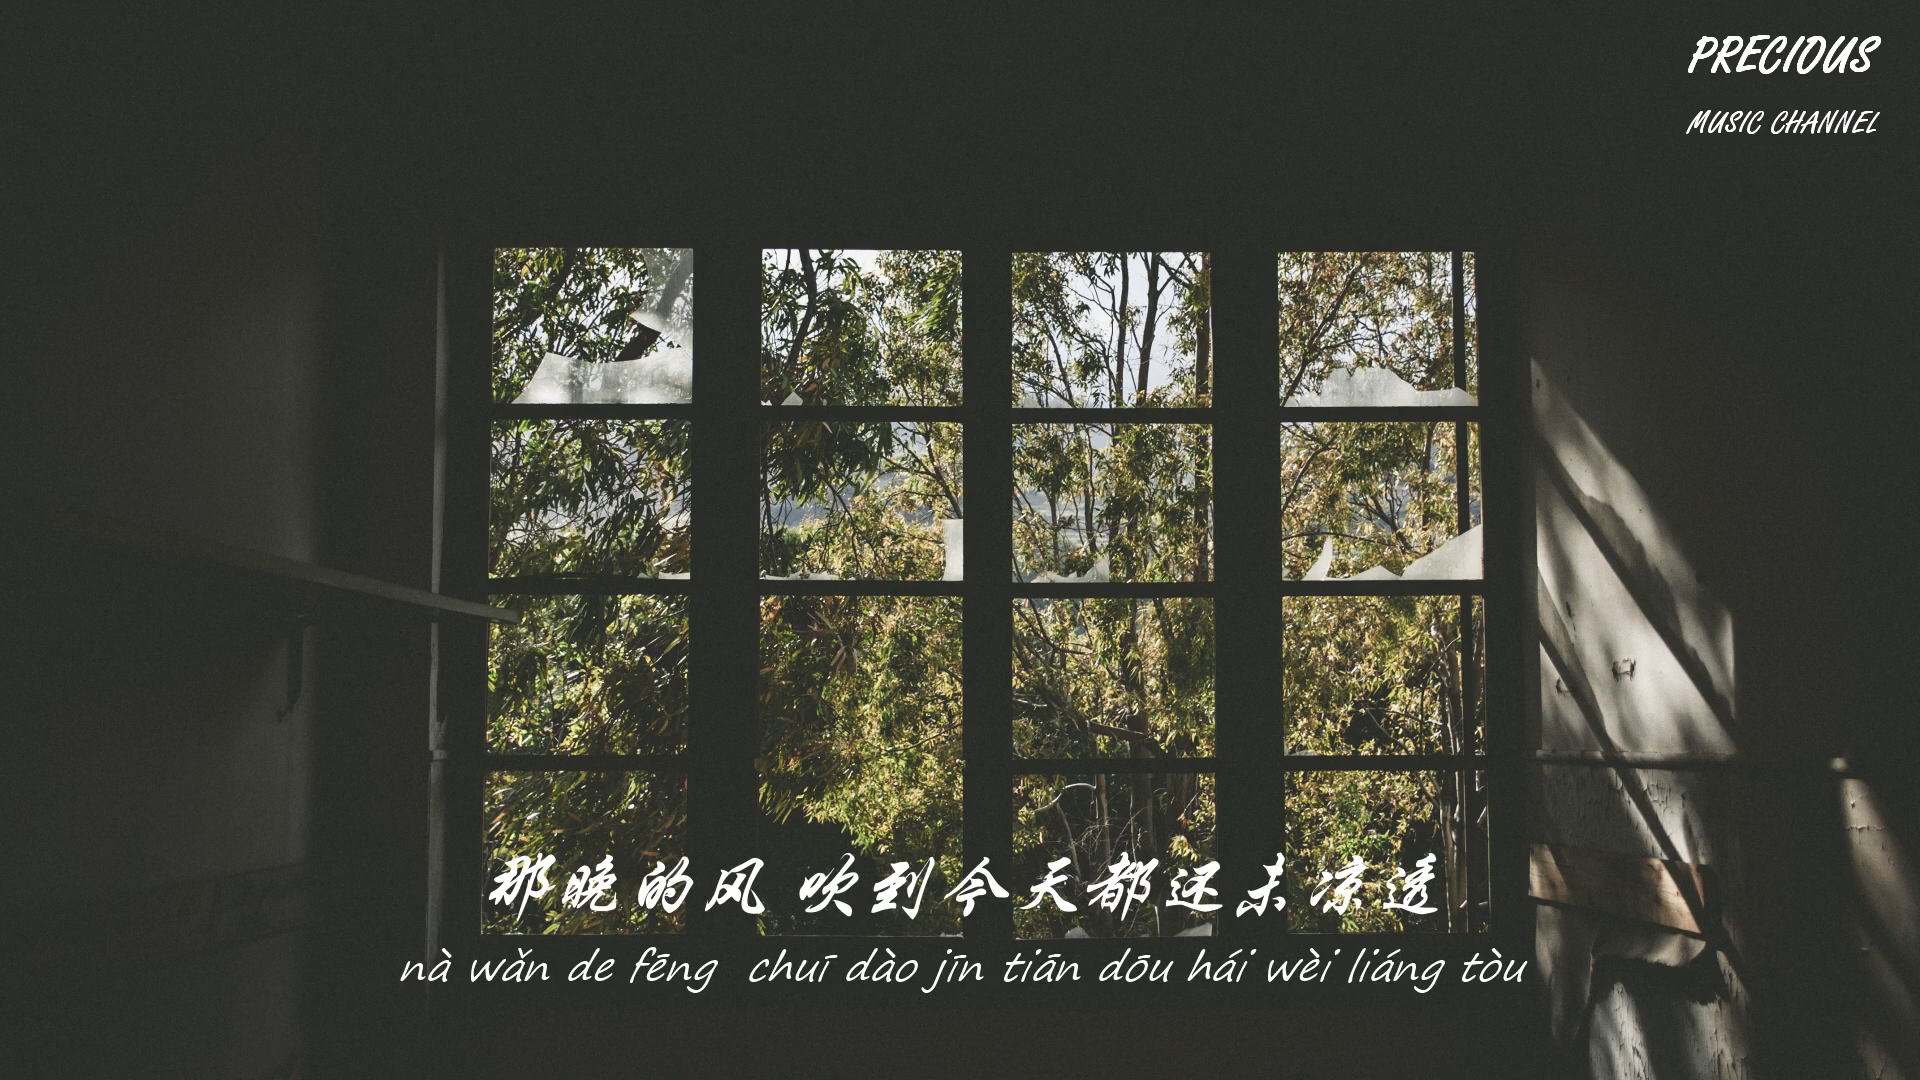 PRECIOUS
MUSIC CHANNEL
那晚的风 吹到今天都还未凉透
nà wǎn de fēng  chuī dào jīn tiān dōu hái wèi liáng tòu